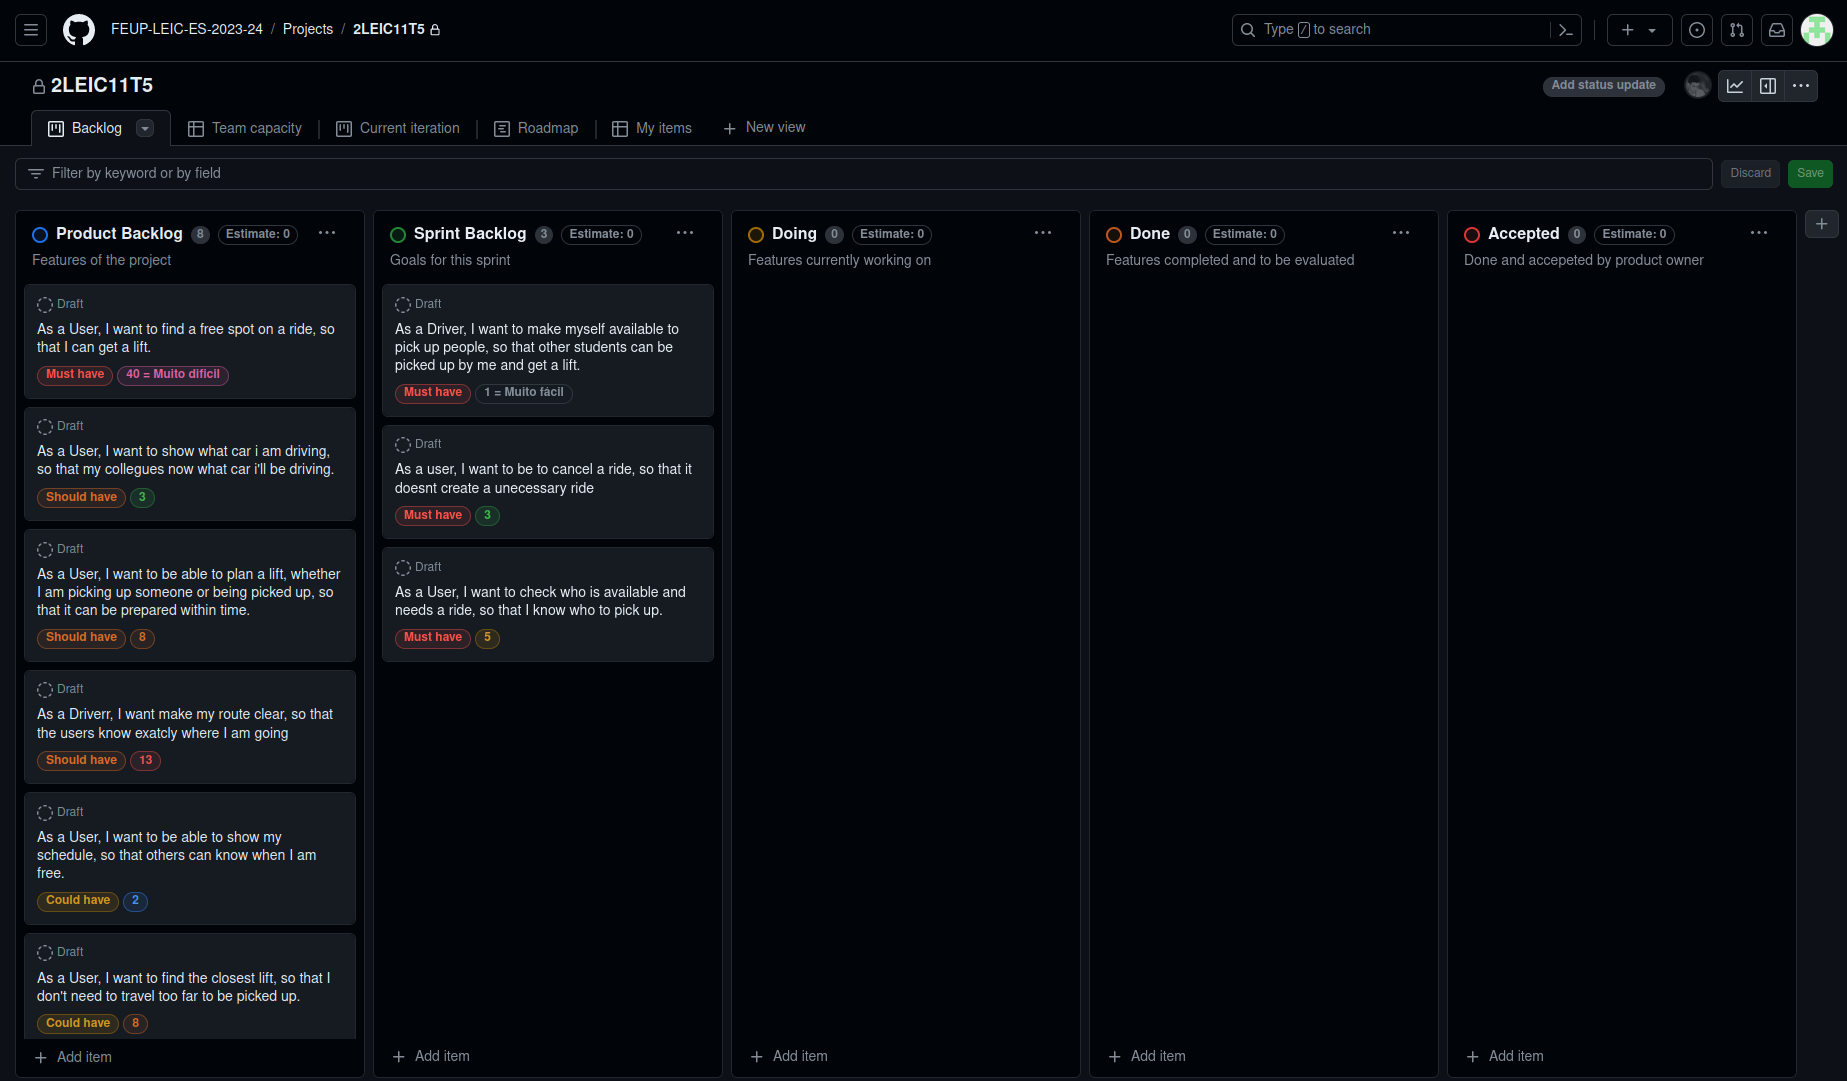 FEUP-LEIC-ES-2023-24 / Projects / 2LEIC11T5
Type / to search
2LEIC11T5
Add status update
Backlog
Team capacity
Current iteration
Roadmap
My items
New view
Filter by keyword or by field
Discard
Save
Product Backlog 8 Estimate: 0
Features of the project
Draft
As a User, I want to find a free spot on a ride, so
that I can get a lift.
Must have 40 = Muito dificil
Draft
As a User, I want to show what car i am driving,
so that my collegues now what car i'll be driving.
Should have 3
Draft
As a User, I want to be able to plan a lift, whether
I am picking up someone or being picked up, so
that it can be prepared within time.
Should have 8
Draft
As a Driverr, I want make my route clear, so that
the users know exatcly where I am going
Should have 13
Draft
As a User, I want to be able to show my
schedule, so that others can know when I am
free.
Could have 2
Draft
As a User, I want to find the closest lift, so that I
don't need to travel too far to be picked up.
Could have 8
Add item
Sprint Backlog 3 Estimate: 0
Goals for this sprint
Draft
As a Driver, I want to make myself available to
pick up people, so that other students can be
picked up by me and get a lift.
Must have 1 = Muito fácil
Draft
As a user, I want to be to cancel a ride, so that it
doesnt create a unecessary ride
Must have 3
Draft
As a User, I want to check who is available and
needs a ride, so that I know who to pick up.
Must have 5
Add item
Doing 0 Estimate: 0
Features currently working on
Add item
Done 0 Estimate: 0
Features completed and to be evaluated
Add item
Accepted 0 Estimate: 0
Done and accepeted by product owner
Add item